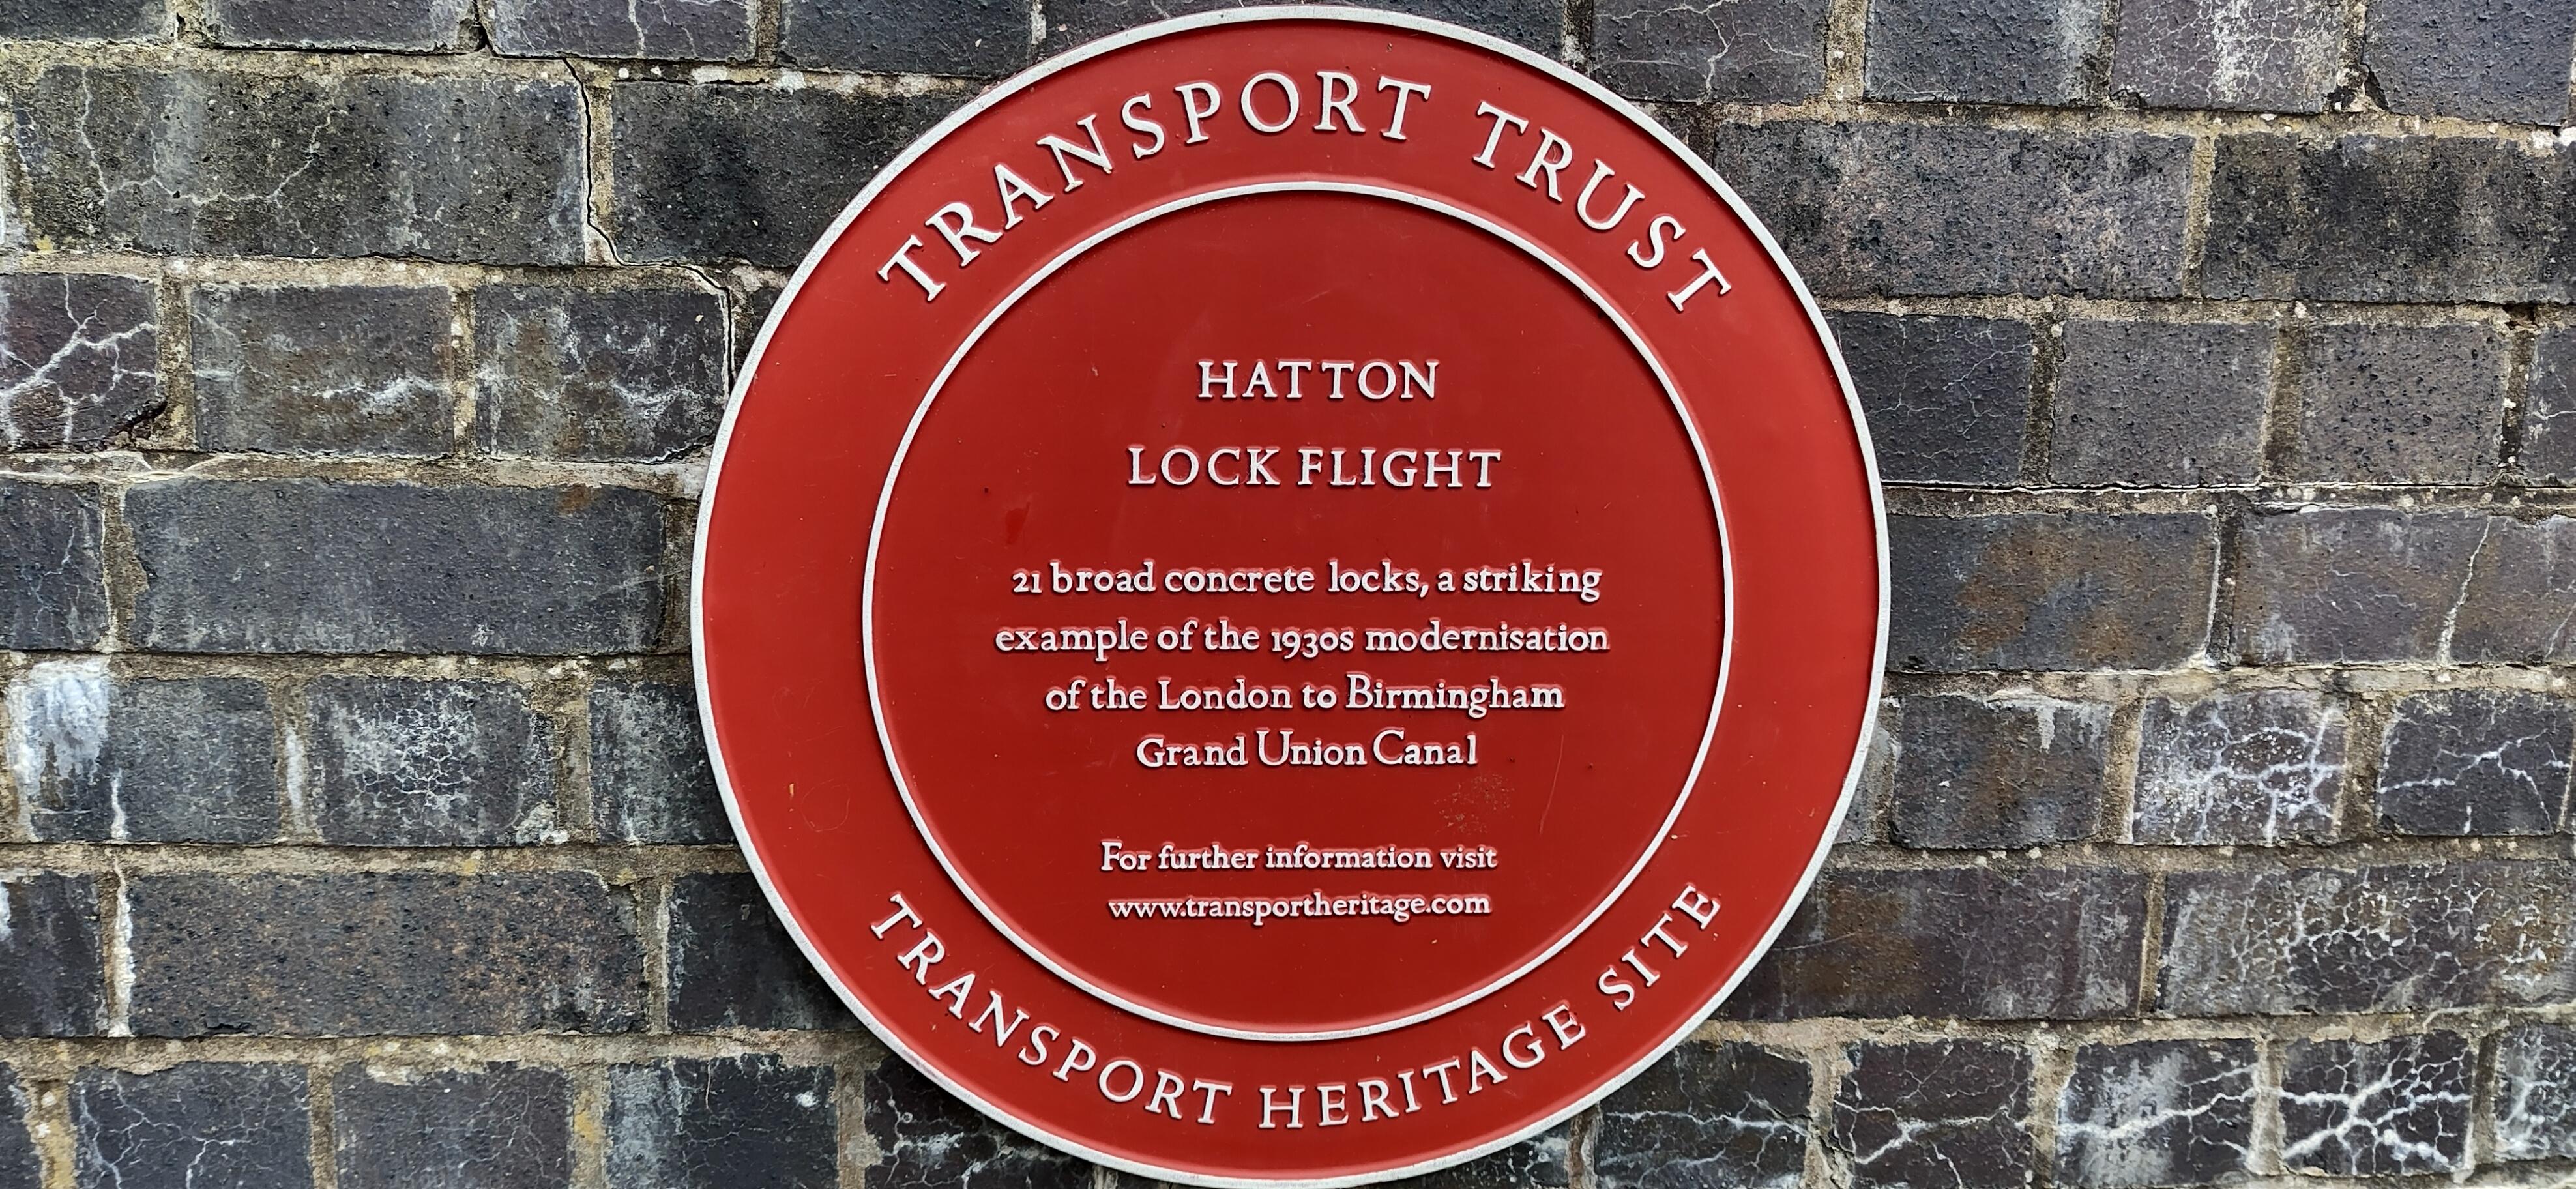 TRANSPORT TRUST
HATTON
LOCK FLIGHT
21 broad concrete locks, a striking
example of the 1930s modernisation
of the London to Birmingham
Grand Union Canal
For further information visit
www.transportheritage.com
TRANSPORT HERITAGE SITE